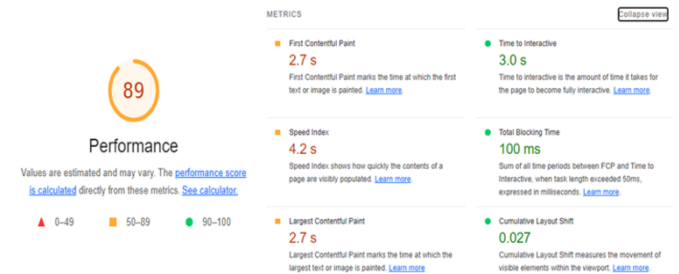 METRICS
Collapse view
89
Performance
Values are estimated and may vary. The performance score
is calculated directly from these metrics. See calculator.
0–49
50–89
90–100
First Contentful Paint
2.7 s
First Contentful Paint marks the time at which the first
text or image is painted. Learn more.
Time to Interactive
3.0 s
Time to interactive is the amount of time it takes for
the page to become fully interactive. Learn more.
Speed Index
4.2 s
Speed Index shows how quickly the contents of a
page are visibly populated. Learn more.
Total Blocking Time
100 ms
Sum of all time periods between FCP and Time to
Interactive, when task length exceeded 50ms,
expressed in milliseconds. Learn more.
Largest Contentful Paint
2.7 s
Largest Contentful Paint marks the time at which the
largest text or image is painted. Learn more
Cumulative Layout Shift
0.027
Cumulative Layout Shift measures the movement of
visible elements within the viewport. Learn more.